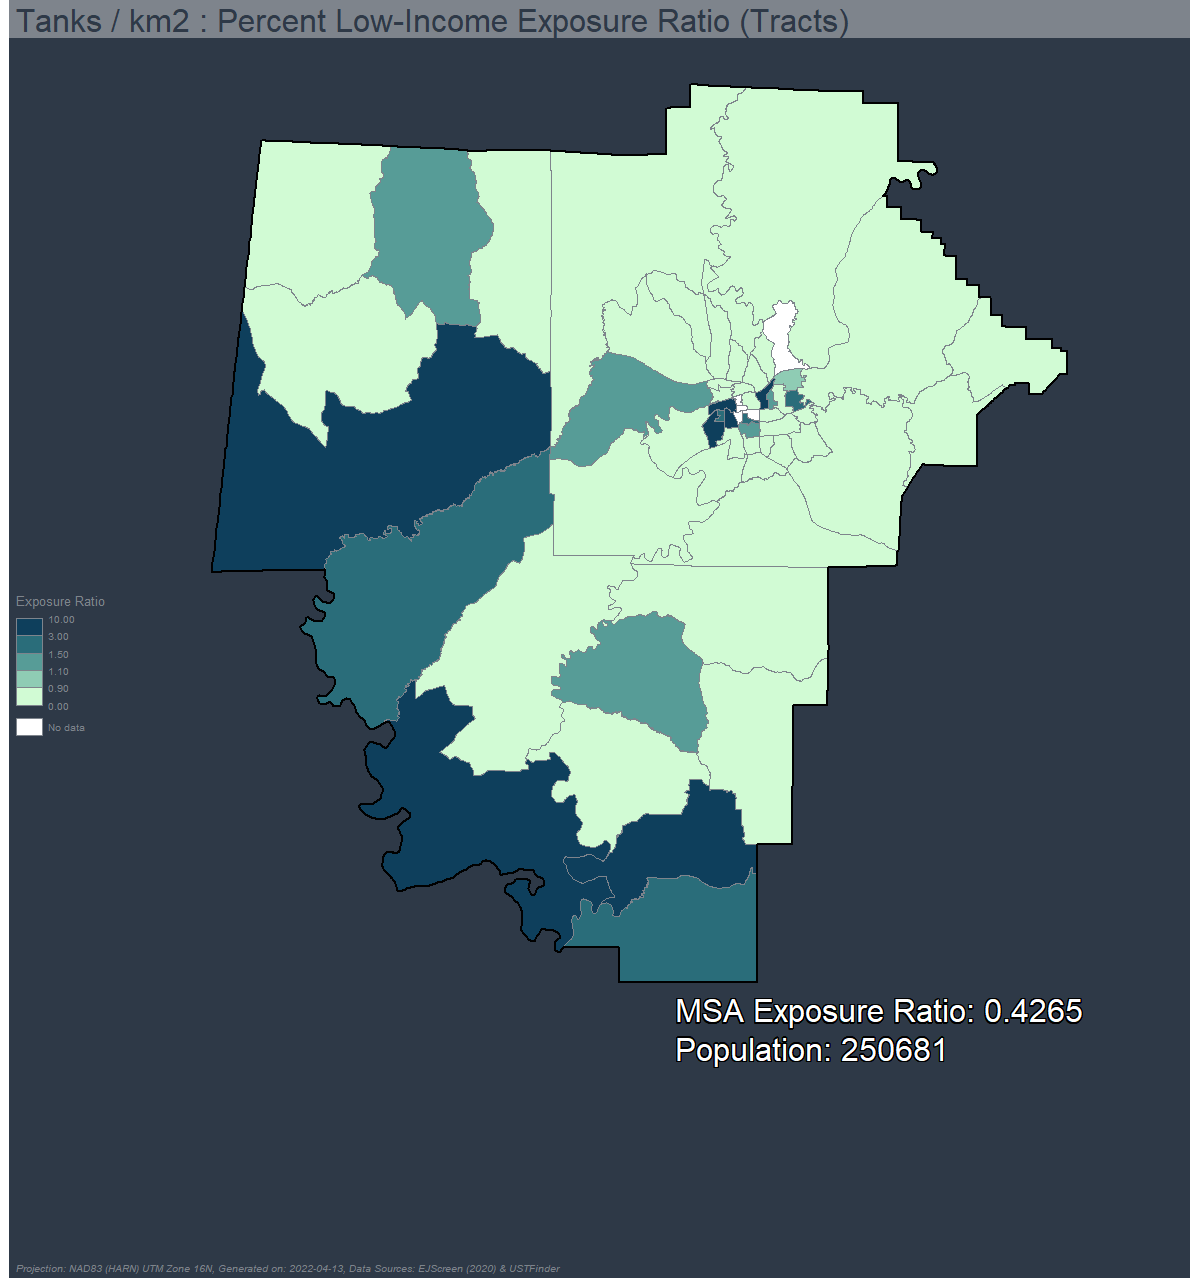 Tanks / km2 : Percent Low-Income Exposure Ratio (Tracts)
Exposure Ratio
10.00
3.00
1.50
1.10
0.90
0.00
No data
MSA Exposure Ratio: 0.4265
Population: 250681
Projection: NAD83 (HARN) UTM Zone 16N, Generated on: 2022-04-13, Data Sources: EJScreen (2020) & USTFinder